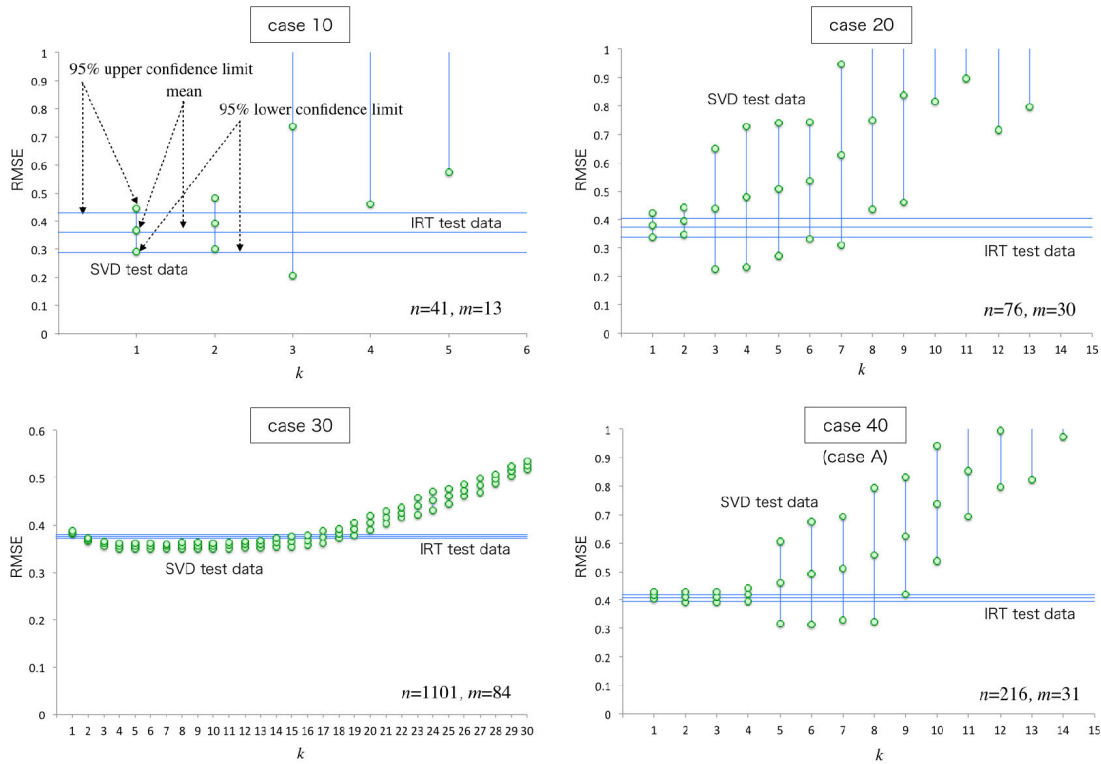 case 10
RMSE
1
0.9
0.8
0.7
0.6
0.5
0.4
0.3
0.2
0.1
0
95% upper confidence limit
mean
95% lower confidence limit
IRT test data
SVD test data
n=41, m=13
1 2 3 4 5 6
k
case 20
RMSE
1
0.9
0.8
0.7
0.6
0.5
0.4
0.3
0.2
0.1
0
SVD test data
IRT test data
n=76, m=30
1 2 3 4 5 6 7 8 9 10 11 12 13 14 15
k
case 30
RMSE
0.6
0.5
0.4
0.3
0.2
0.1
0
IRT test data
SVD test data
n=1101, m=84
1 2 3 4 5 6 7 8 9 10 11 12 13 14 15 16 17 18 19 20 21 22 23 24 25 26 27 28 29 30
k
case 40
(case A)
RMSE
1
0.9
0.8
0.7
0.6
0.5
0.4
0.3
0.2
0.1
0
SVD test data
IRT test data
n=216, m=31
1 2 3 4 5 6 7 8 9 10 11 12 13 14 15
k